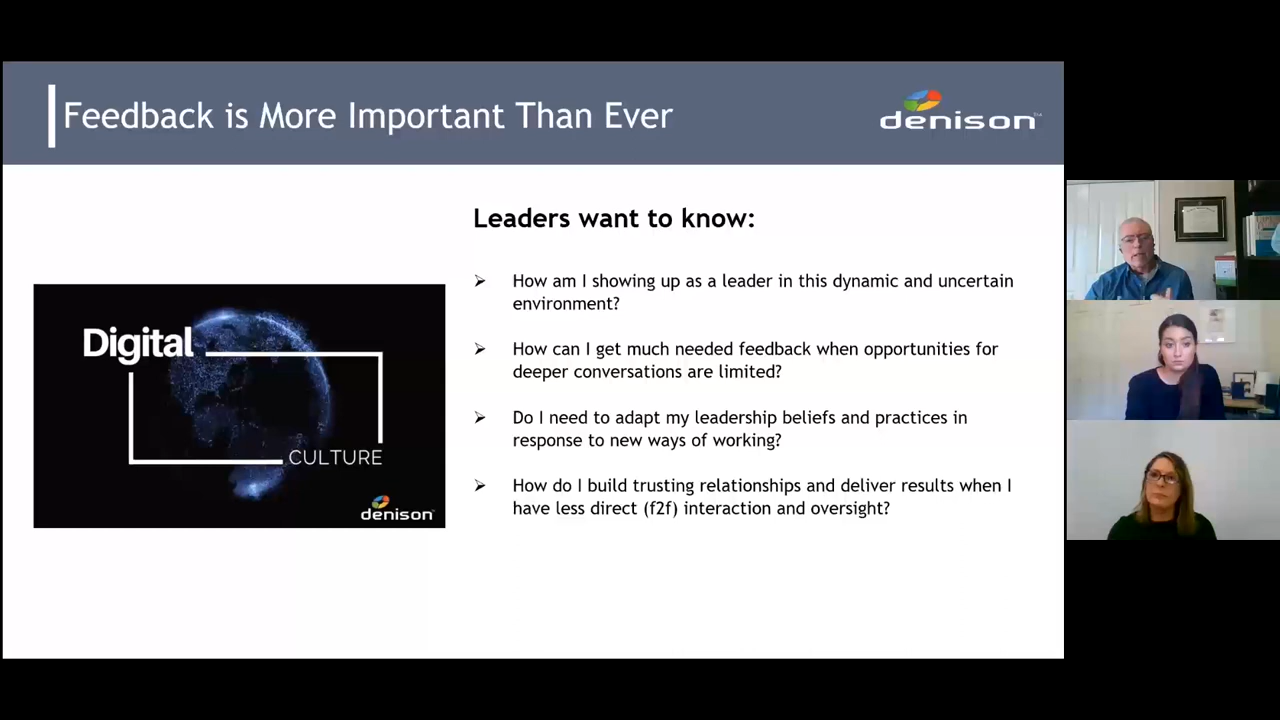 Feedback is More Important Than Ever
denison™
Leaders want to know:
➢ How am I showing up as a leader in this dynamic and uncertain
environment?
➢ How can I get much needed feedback when opportunities for
deeper conversations are limited?
➢ Do I need to adapt my leadership beliefs and practices in
response to new ways of working?
➢ How do I build trusting relationships and deliver results when I
have less direct (f2f) interaction and oversight?
Digital
CULTURE
denison